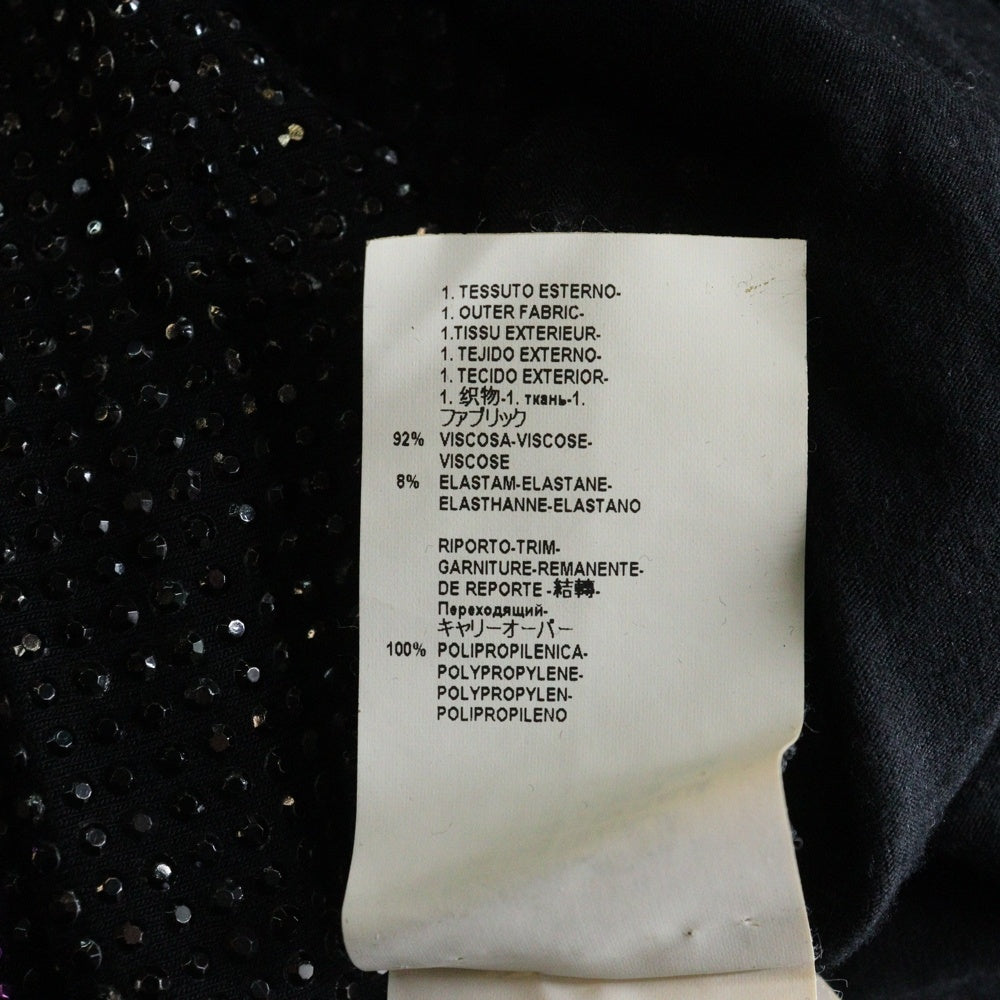 1. TESSUTO ESTERNO-
1. OUTER FABRIC-
1.TISSU EXTERIEUR-
1. TEJIDO EXTERNO-
1. TECIDO EXTERIOR-
1. 织物-1. ткань-1.
ファブリック
92% VISCOSA-VISCOSE-
VISCOSE
8% ELASTAM-ELASTANE-
ELASTHANNE-ELASTANO
RIPORTO-TRIM-
GARNITURE-REMANENTE-
DE REPORTE -結轉-
Переходящий-
キャリーオーバー
100% POLIPROPILENICA-
POLYPROPYLENE-
POLYPROPYLEN-
POLIPROPILENO